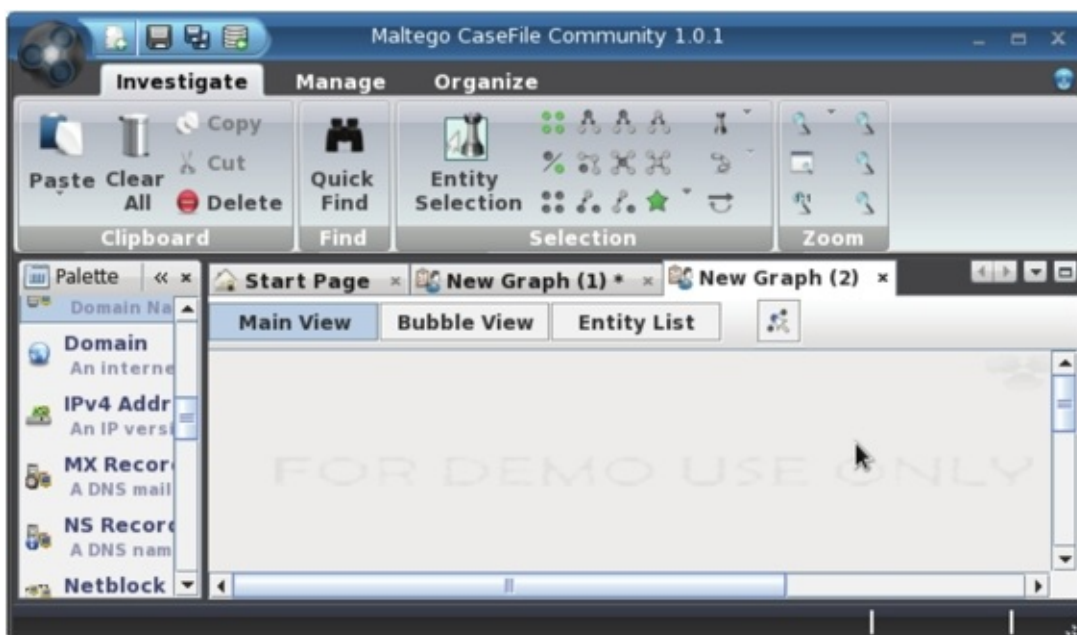 Maltego CaseFile Community 1.0.1
Investigate Manage Organize
Paste
Clear All
Copy
Cut
Delete
Clipboard
Quick Find
Find
Entity Selection
Selection
Zoom
Palette
Domain Na
Domain
An interne
IPv4 Addr
An IP versi
MX Recor
A DNS mail
NS Record
A DNS nam
Netblock
Start Page
New Graph (1) *
New Graph (2)
Main View
Bubble View
Entity List
FOR DEMO USE ONLY